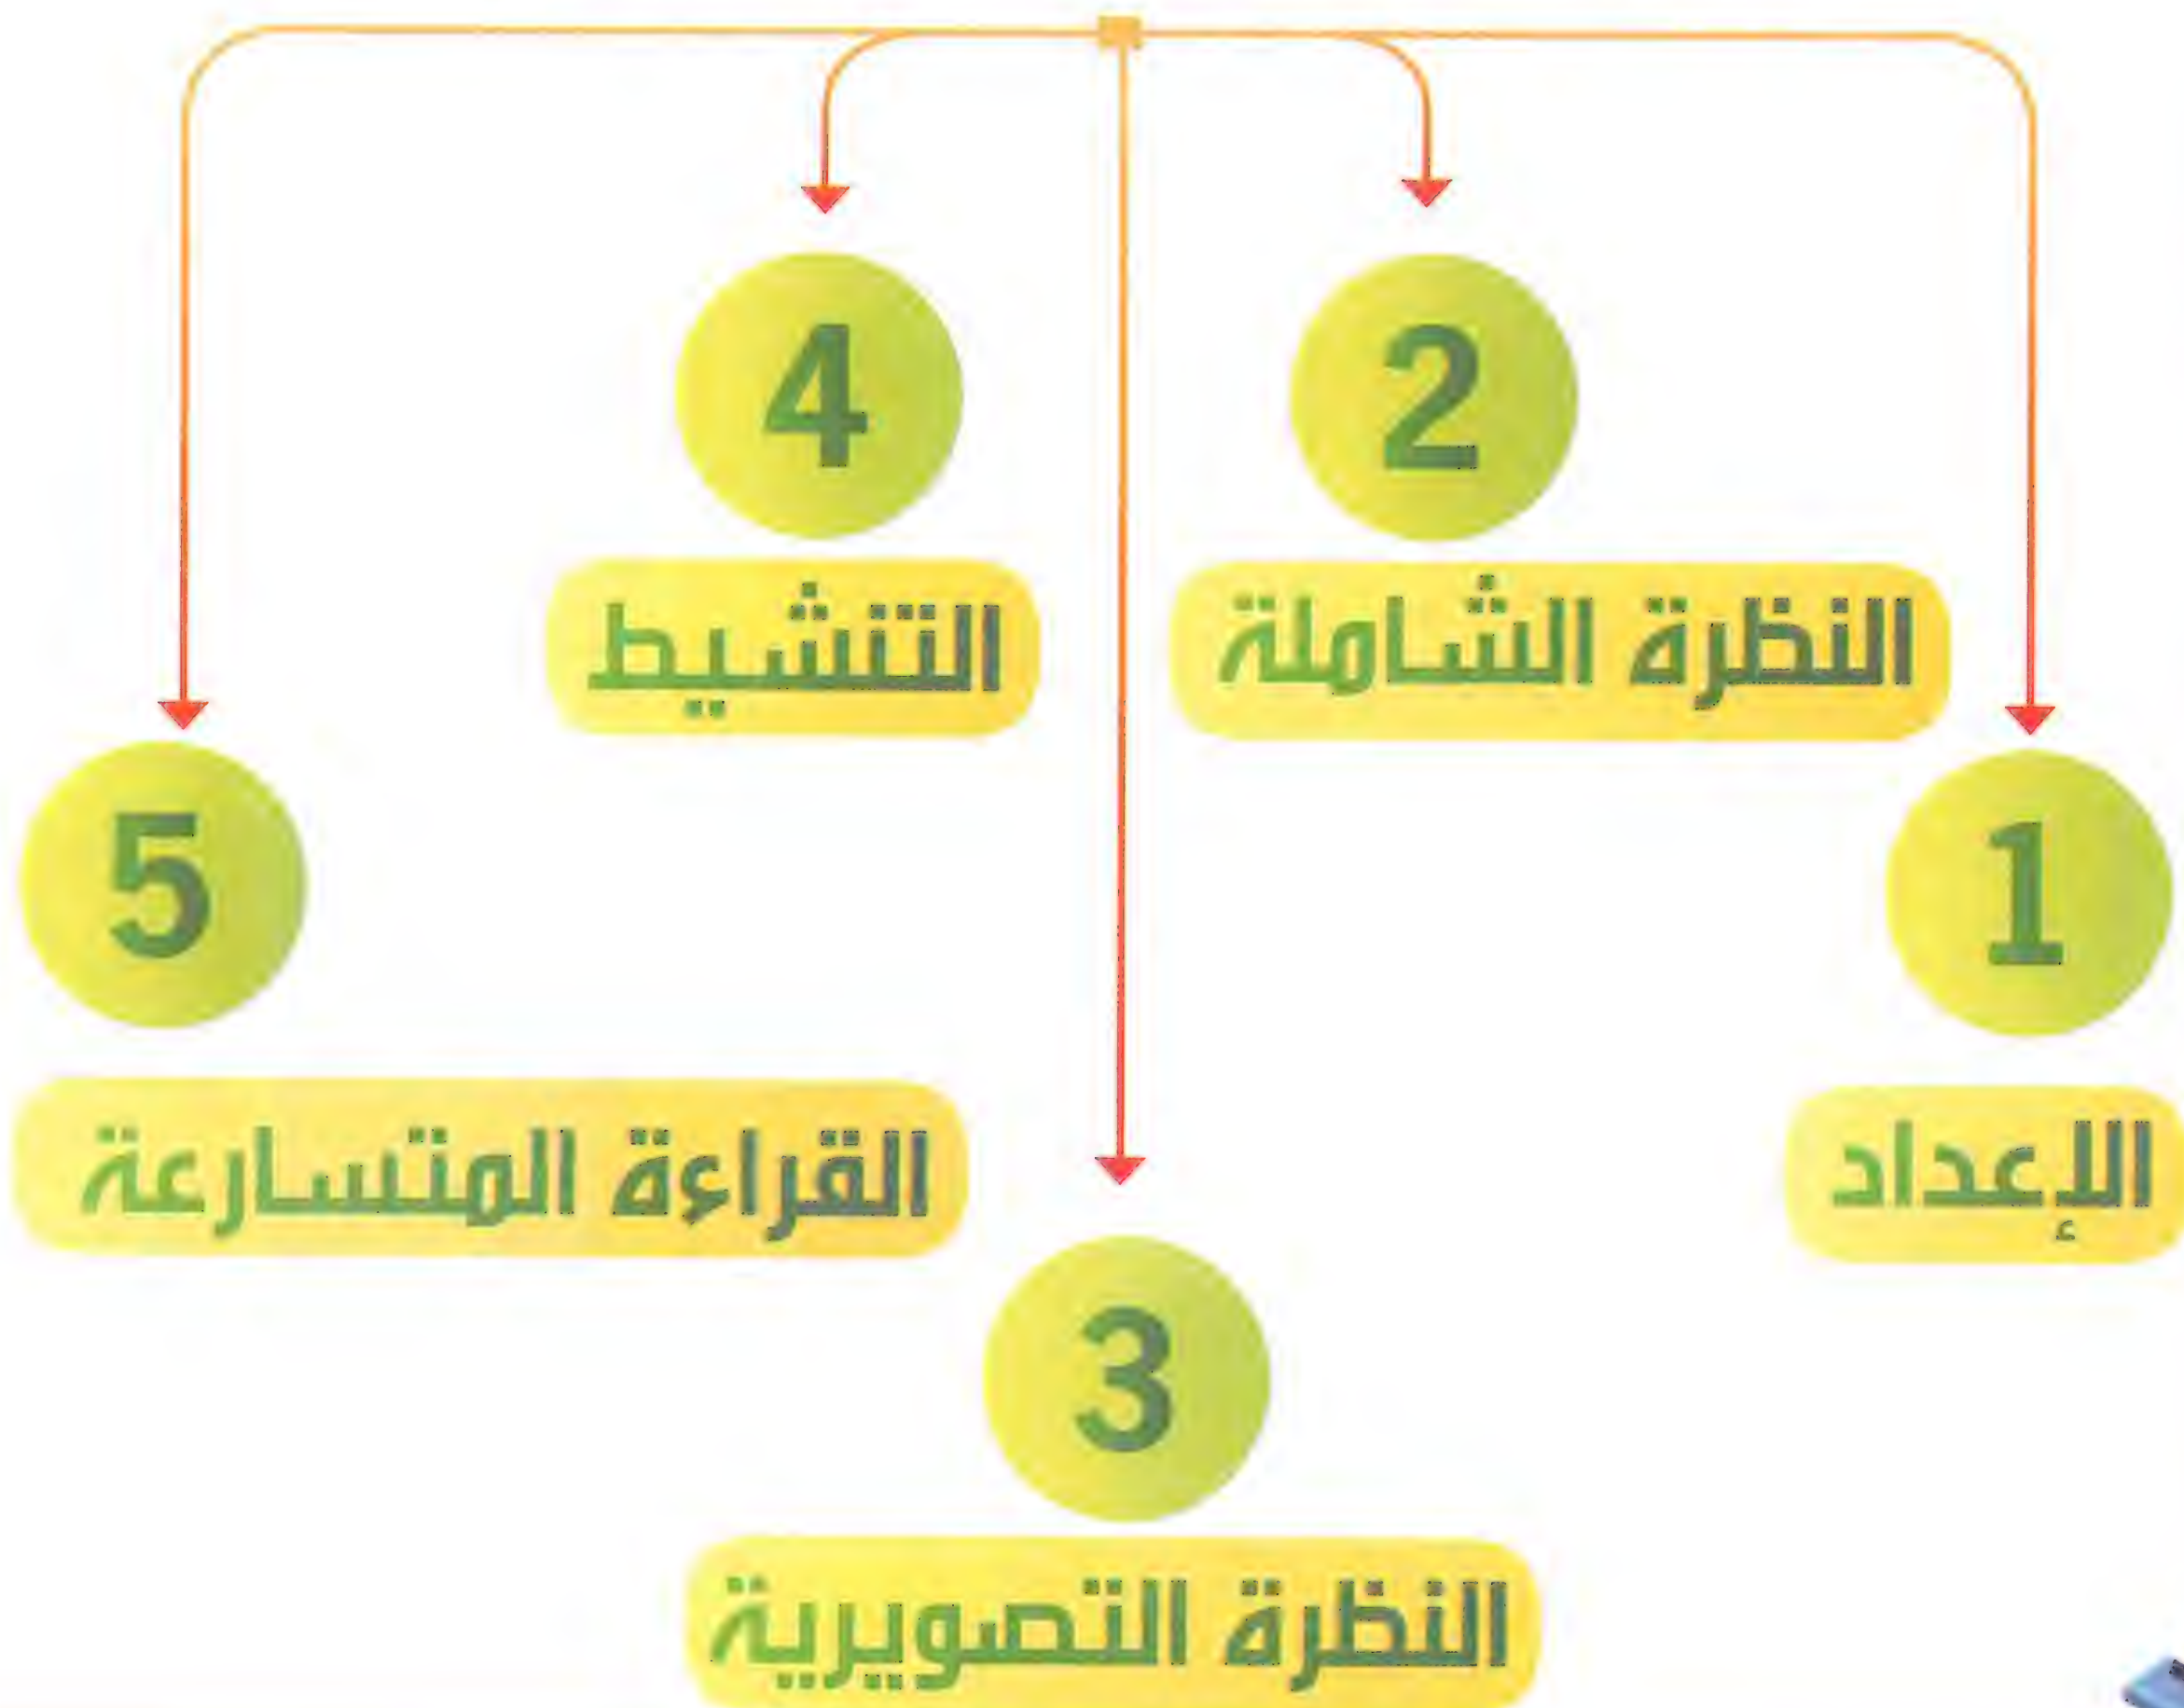 1
الإعداد
2
النظرة الشاملة
3
النظرة التصويرية
4
التنشيط
5
القراءة المتسارعة